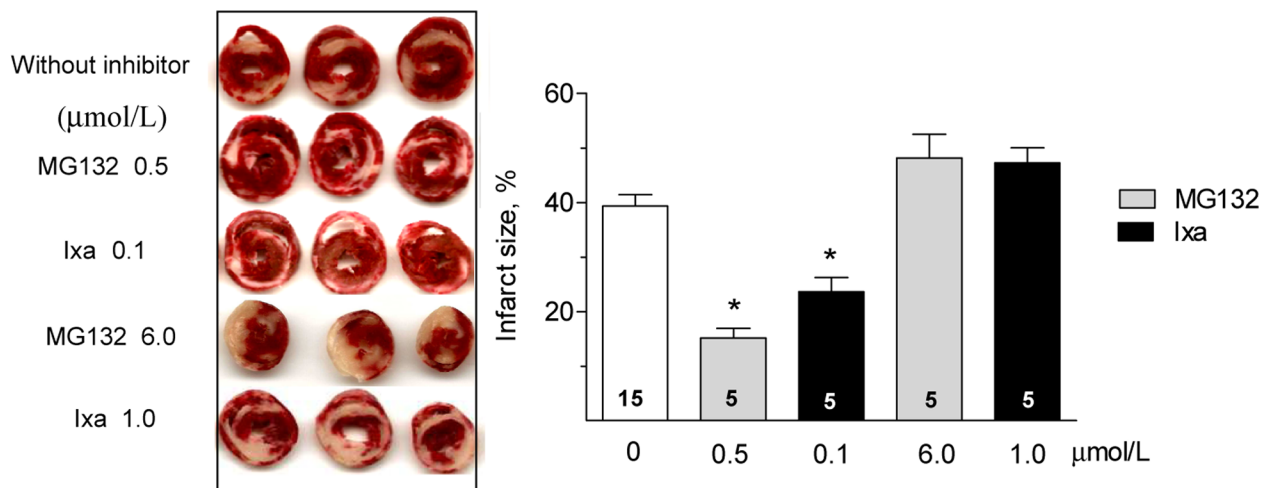 Without inhibitor
(μmol/L)
MG132 0.5
Ixa 0.1
MG132 6.0
Ixa 1.0
Infarct size, %
60
40
20
15
5
5
5
5
*
*
0
0.5
0.1
6.0
1.0
μmol/L
MG132
Ixa